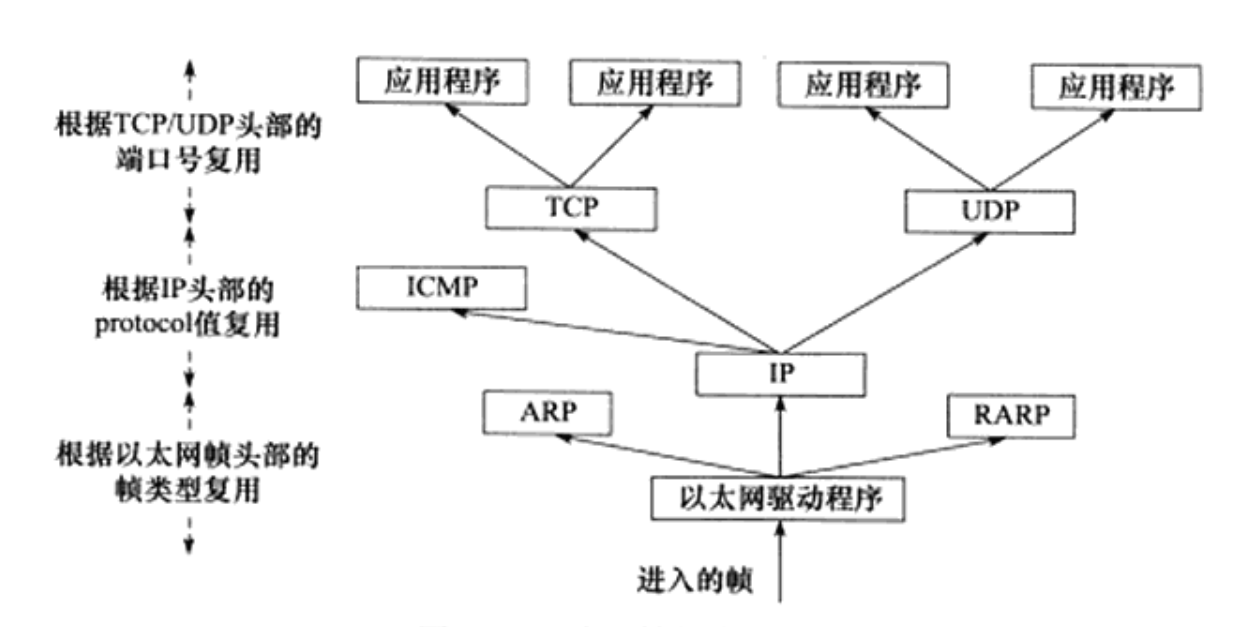 应用程序
应用程序
应用程序
应用程序
根据TCP/UDP头部的
端口号复用
TCP
UDP
根据IP头部的
protocol值复用
ICMP
IP
ARP
RARP
根据以太网帧头部的
帧类型复用
以太网驱动程序
进入的帧